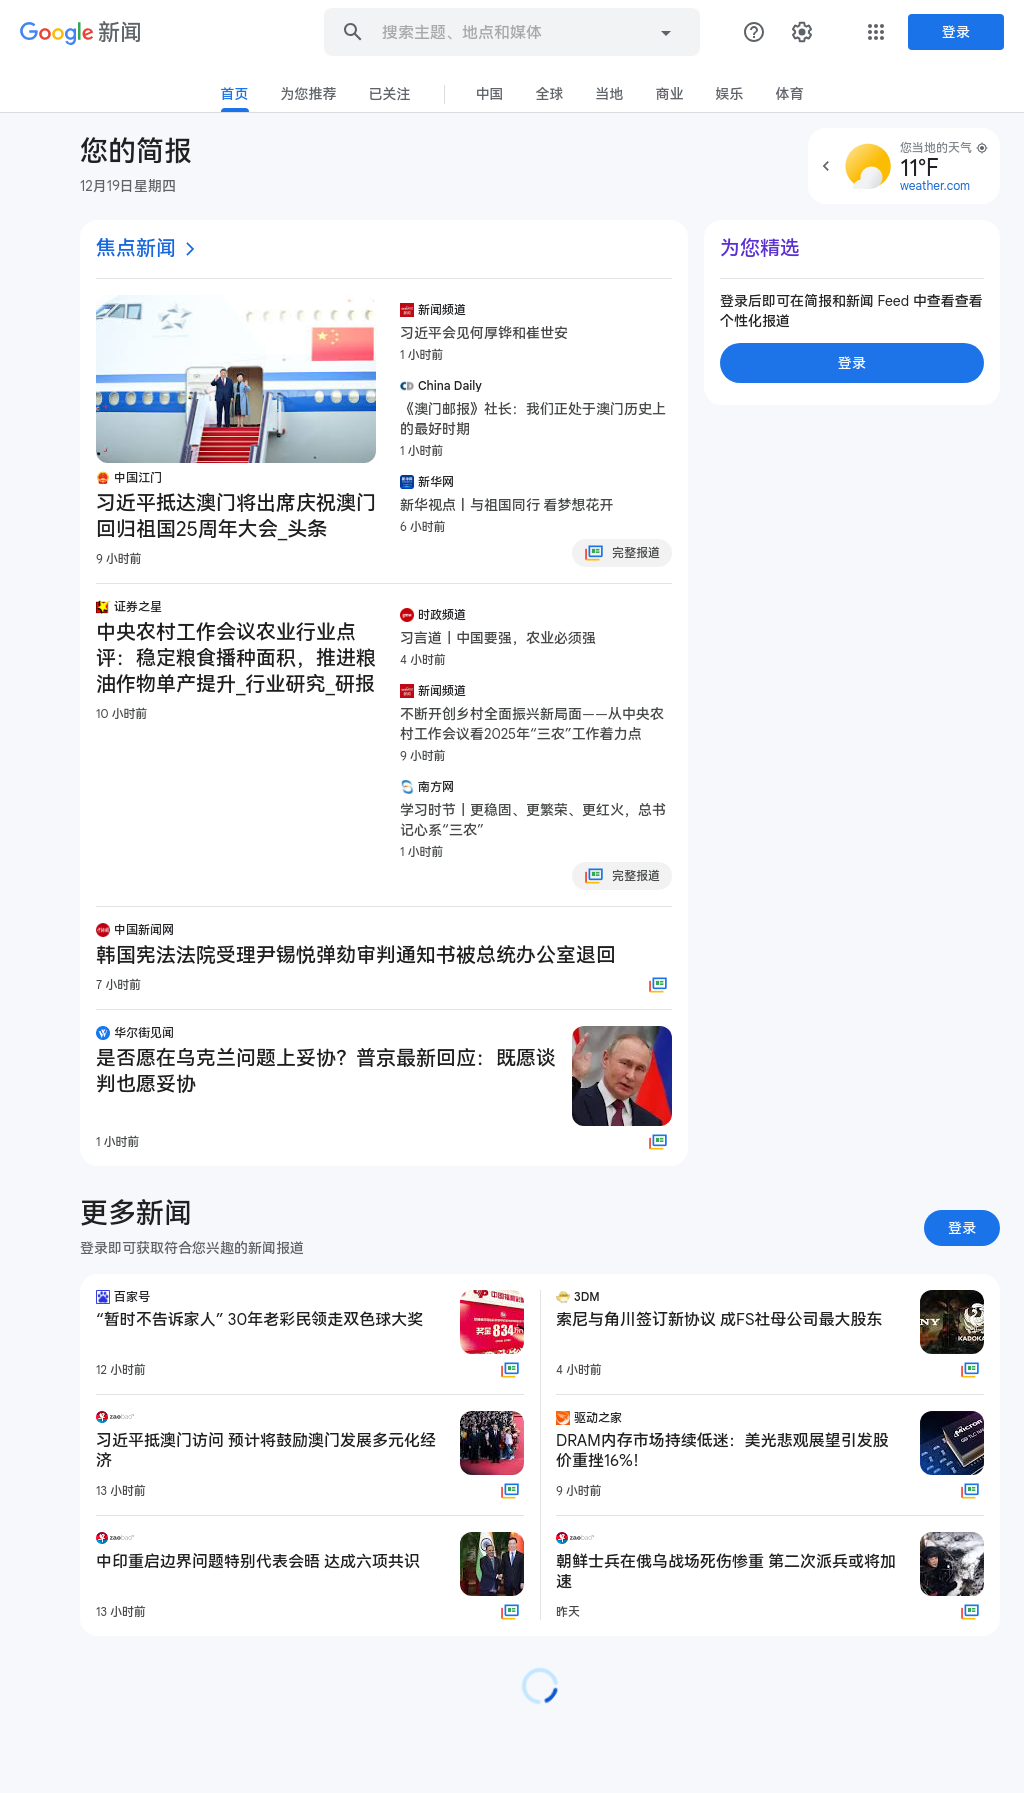 Google 新闻
搜索主题、地点和媒体
登录
首页
为您推荐
已关注
中国
全球
当地
商业
娱乐
体育
您的简报
12月19日星期四
您当地的天气
11°F
weather.com
焦点新闻
中国江门
习近平抵达澳门将出席庆祝澳门
回归祖国25周年大会_头条
9 小时前
新闻频道
习近平会见何厚铧和崔世安
1 小时前
China Daily
《澳门邮报》社长：我们正处于澳门历史上
的最好时期
1 小时前
新华网
新华视点丨与祖国同行 看梦想花开
6 小时前
完整报道
为您精选
登录后即可在简报和新闻 Feed 中查看查看
个性化报道
登录
证券之星
中央农村工作会议农业行业点
评：稳定粮食播种面积，推进粮
油作物单产提升_行业研究_研报
10 小时前
时政频道
习言道丨中国要强，农业必须强
4 小时前
新闻频道
不断开创乡村全面振兴新局面——从中央农
村工作会议看2025年“三农”工作着力点
9 小时前
南方网
学习时节丨更稳固、更繁荣、更红火，总书
记心系“三农”
1 小时前
完整报道
中国新闻网
韩国宪法法院受理尹锡悦弹劾审判通知书被总统办公室退回
7 小时前
华尔街见闻
是否愿在乌克兰问题上妥协？普京最新回应：既愿谈
判也愿妥协
1 小时前
更多新闻
登录即可获取符合您兴趣的新闻报道
登录
百家号
“暂时不告诉家人” 30年老彩民领走双色球大奖
奖金834万
12 小时前
3DM
索尼与角川签订新协议 成FS社母公司最大股东
NY
KADOKA
4 小时前
zaobao
习近平抵澳门访问 预计将鼓励澳门发展多元化经
济
13 小时前
驱动之家
DRAM内存市场持续低迷：美光悲观展望引发股
价重挫16%！
Micron
9 小时前
zaobao
中印重启边界问题特别代表会晤 达成六项共识
13 小时前
zaobao
朝鲜士兵在俄乌战场死伤惨重 第二次派兵或将加
速
昨天